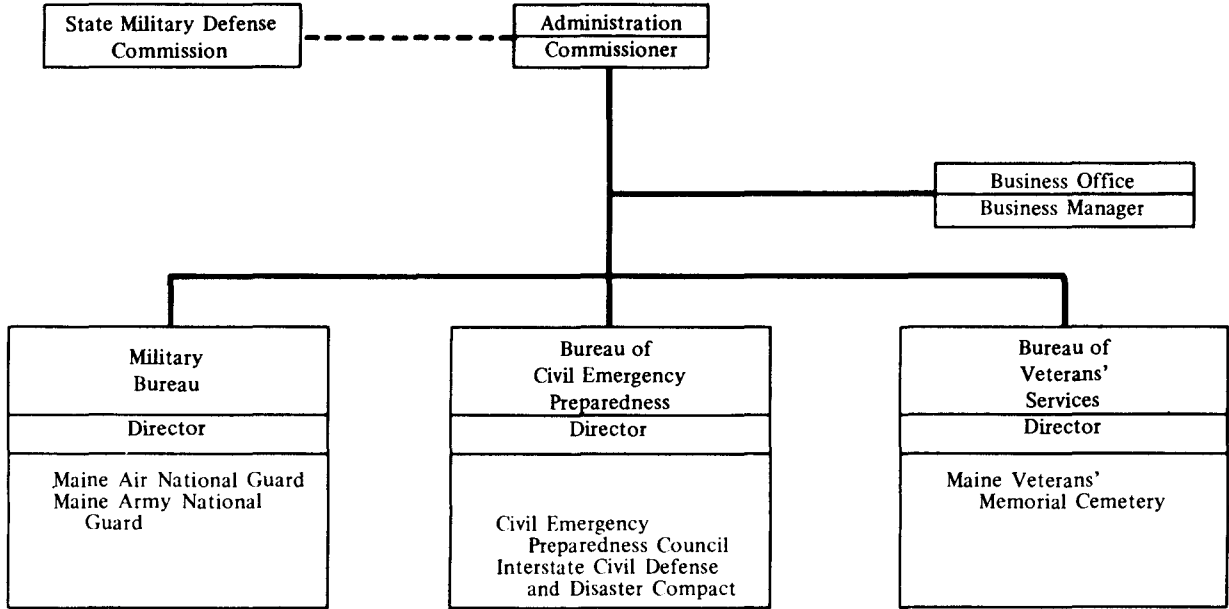 State Military Defense
Commission
Administration
Commissioner
Business Office
Business Manager
Military
Bureau
Director
Maine Air National Guard
Maine Army National
Guard
Bureau of
Civil Emergency
Preparedness
Director
Civil Emergency
Preparedness Council
Interstate Civil Defense
and Disaster Compact
Bureau of
Veterans'
Services
Director
Maine Veterans'
Memorial Cemetery